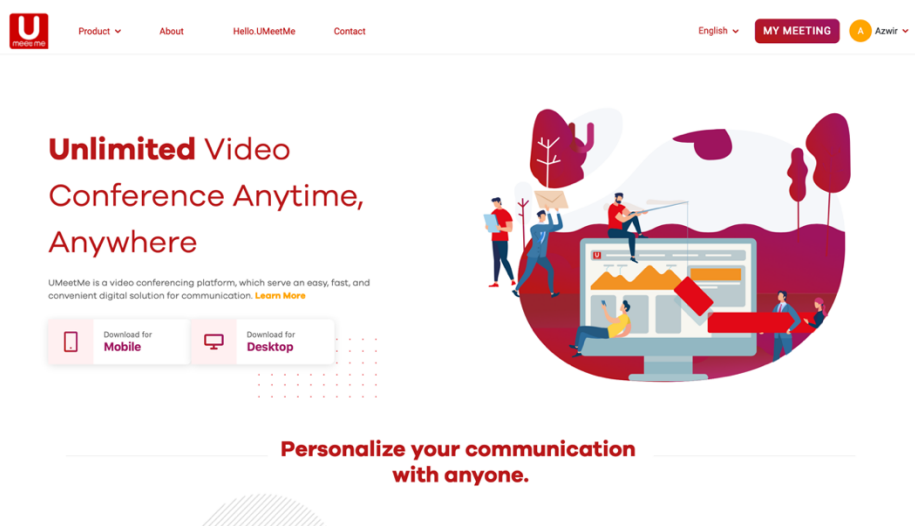 U
meet me
Product
About
Hello.UMeetMe
Contact
English
MY MEETING
A
Azwir
Unlimited Video
Conference Anytime,
Anywhere
UMeetMe is a video conferencing platform, which serve an easy, fast, and
convenient digital solution for communication. Learn More
Download for
Mobile
Download for
Desktop
U
U
Personalize your communication
with anyone.